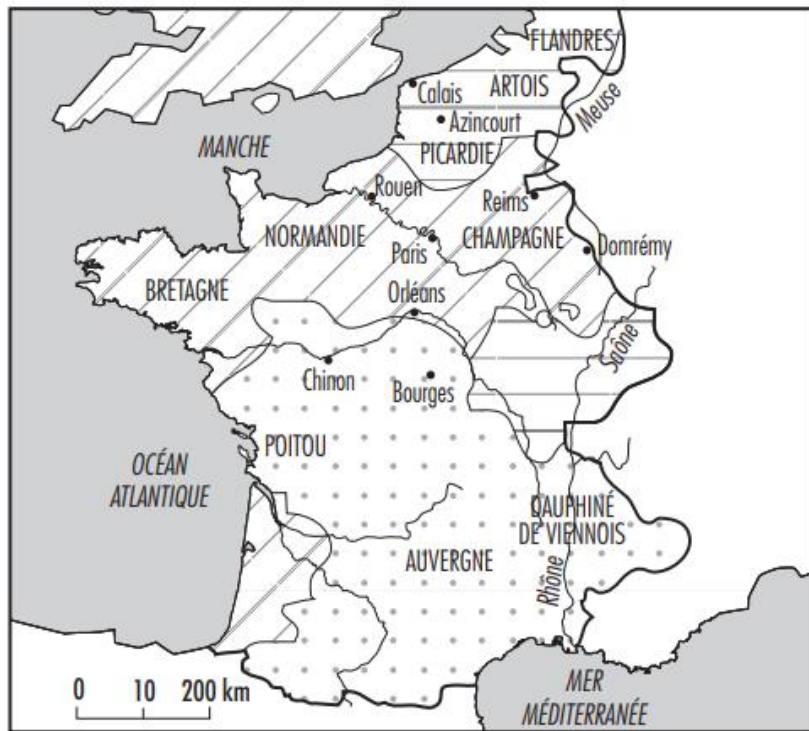 FLANDRES
Calais
ARTOIS
Meuse
Azincourt
MANCHE
PICARDIE
Rouen
Reims
NORMANDIE
Paris
CHAMPAGNE
Domrémy
BRETAGNE
Orléans
Saône
Chinon
Bourges
POITOU
OCÉAN
ATLANTIQUE
DAUPHINÉ
DE VIENNOIS
AUVERGNE
Rhône
0 10 200 km
MER
MÉDITERRANÉE